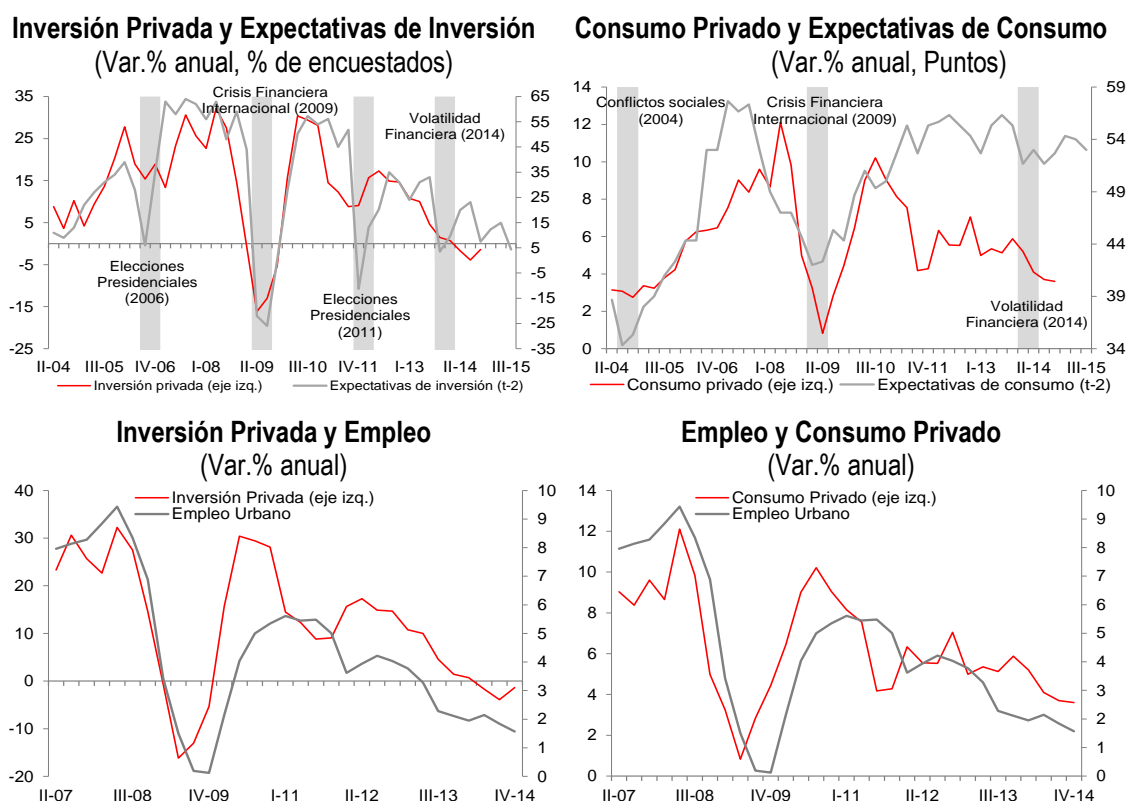 Inversión Privada y Expectativas de Inversión
(Var.% anual, % de encuestados)
35
25
15
5
-5
-15
-25
65
55
45
35
25
15
5
-5
-15
-25
-35
Crisis Financiera
Internacional (2009)
Volatilidad
Financiera (2014)
Elecciones
Presidenciales
(2006)
Elecciones
Presidenciales
(2011)
II-04 III-05 IV-06 I-08 II-09 III-10 IV-11 I-13 II-14 III-15
Inversión privada (eje izq.) Expectativas de inversión (t-2)
Consumo Privado y Expectativas de Consumo
(Var.% anual, Puntos)
14
12
10
8
6
4
2
0
59
54
49
44
39
34
Conflictos sociales
(2004)
Crisis Financiera
Interrnacional (2009)
Volatilidad
Financiera (2014)
II-04 III-05 IV-06 I-08 II-09 III-10 IV-11 I-13 II-14 III-15
Consumo privado (eje izq.) Expectativas de consumo (t-2)
Inversión Privada y Empleo
(Var.% anual)
40
30
20
10
0
-10
-20
10
9
8
7
6
5
4
3
2
1
0
Inversión Privada (eje izq.)
Empleo Urbano
II-07 III-08 IV-09 I-11 II-12 III-13 IV-14
Empleo y Consumo Privado
(Var.% anual)
14
12
10
8
6
4
2
0
10
9
8
7
6
5
4
3
2
1
0
Consumo Privado (eje izq.)
Empleo Urbano
II-07 III-08 IV-09 I-11 II-12 III-13 IV-14